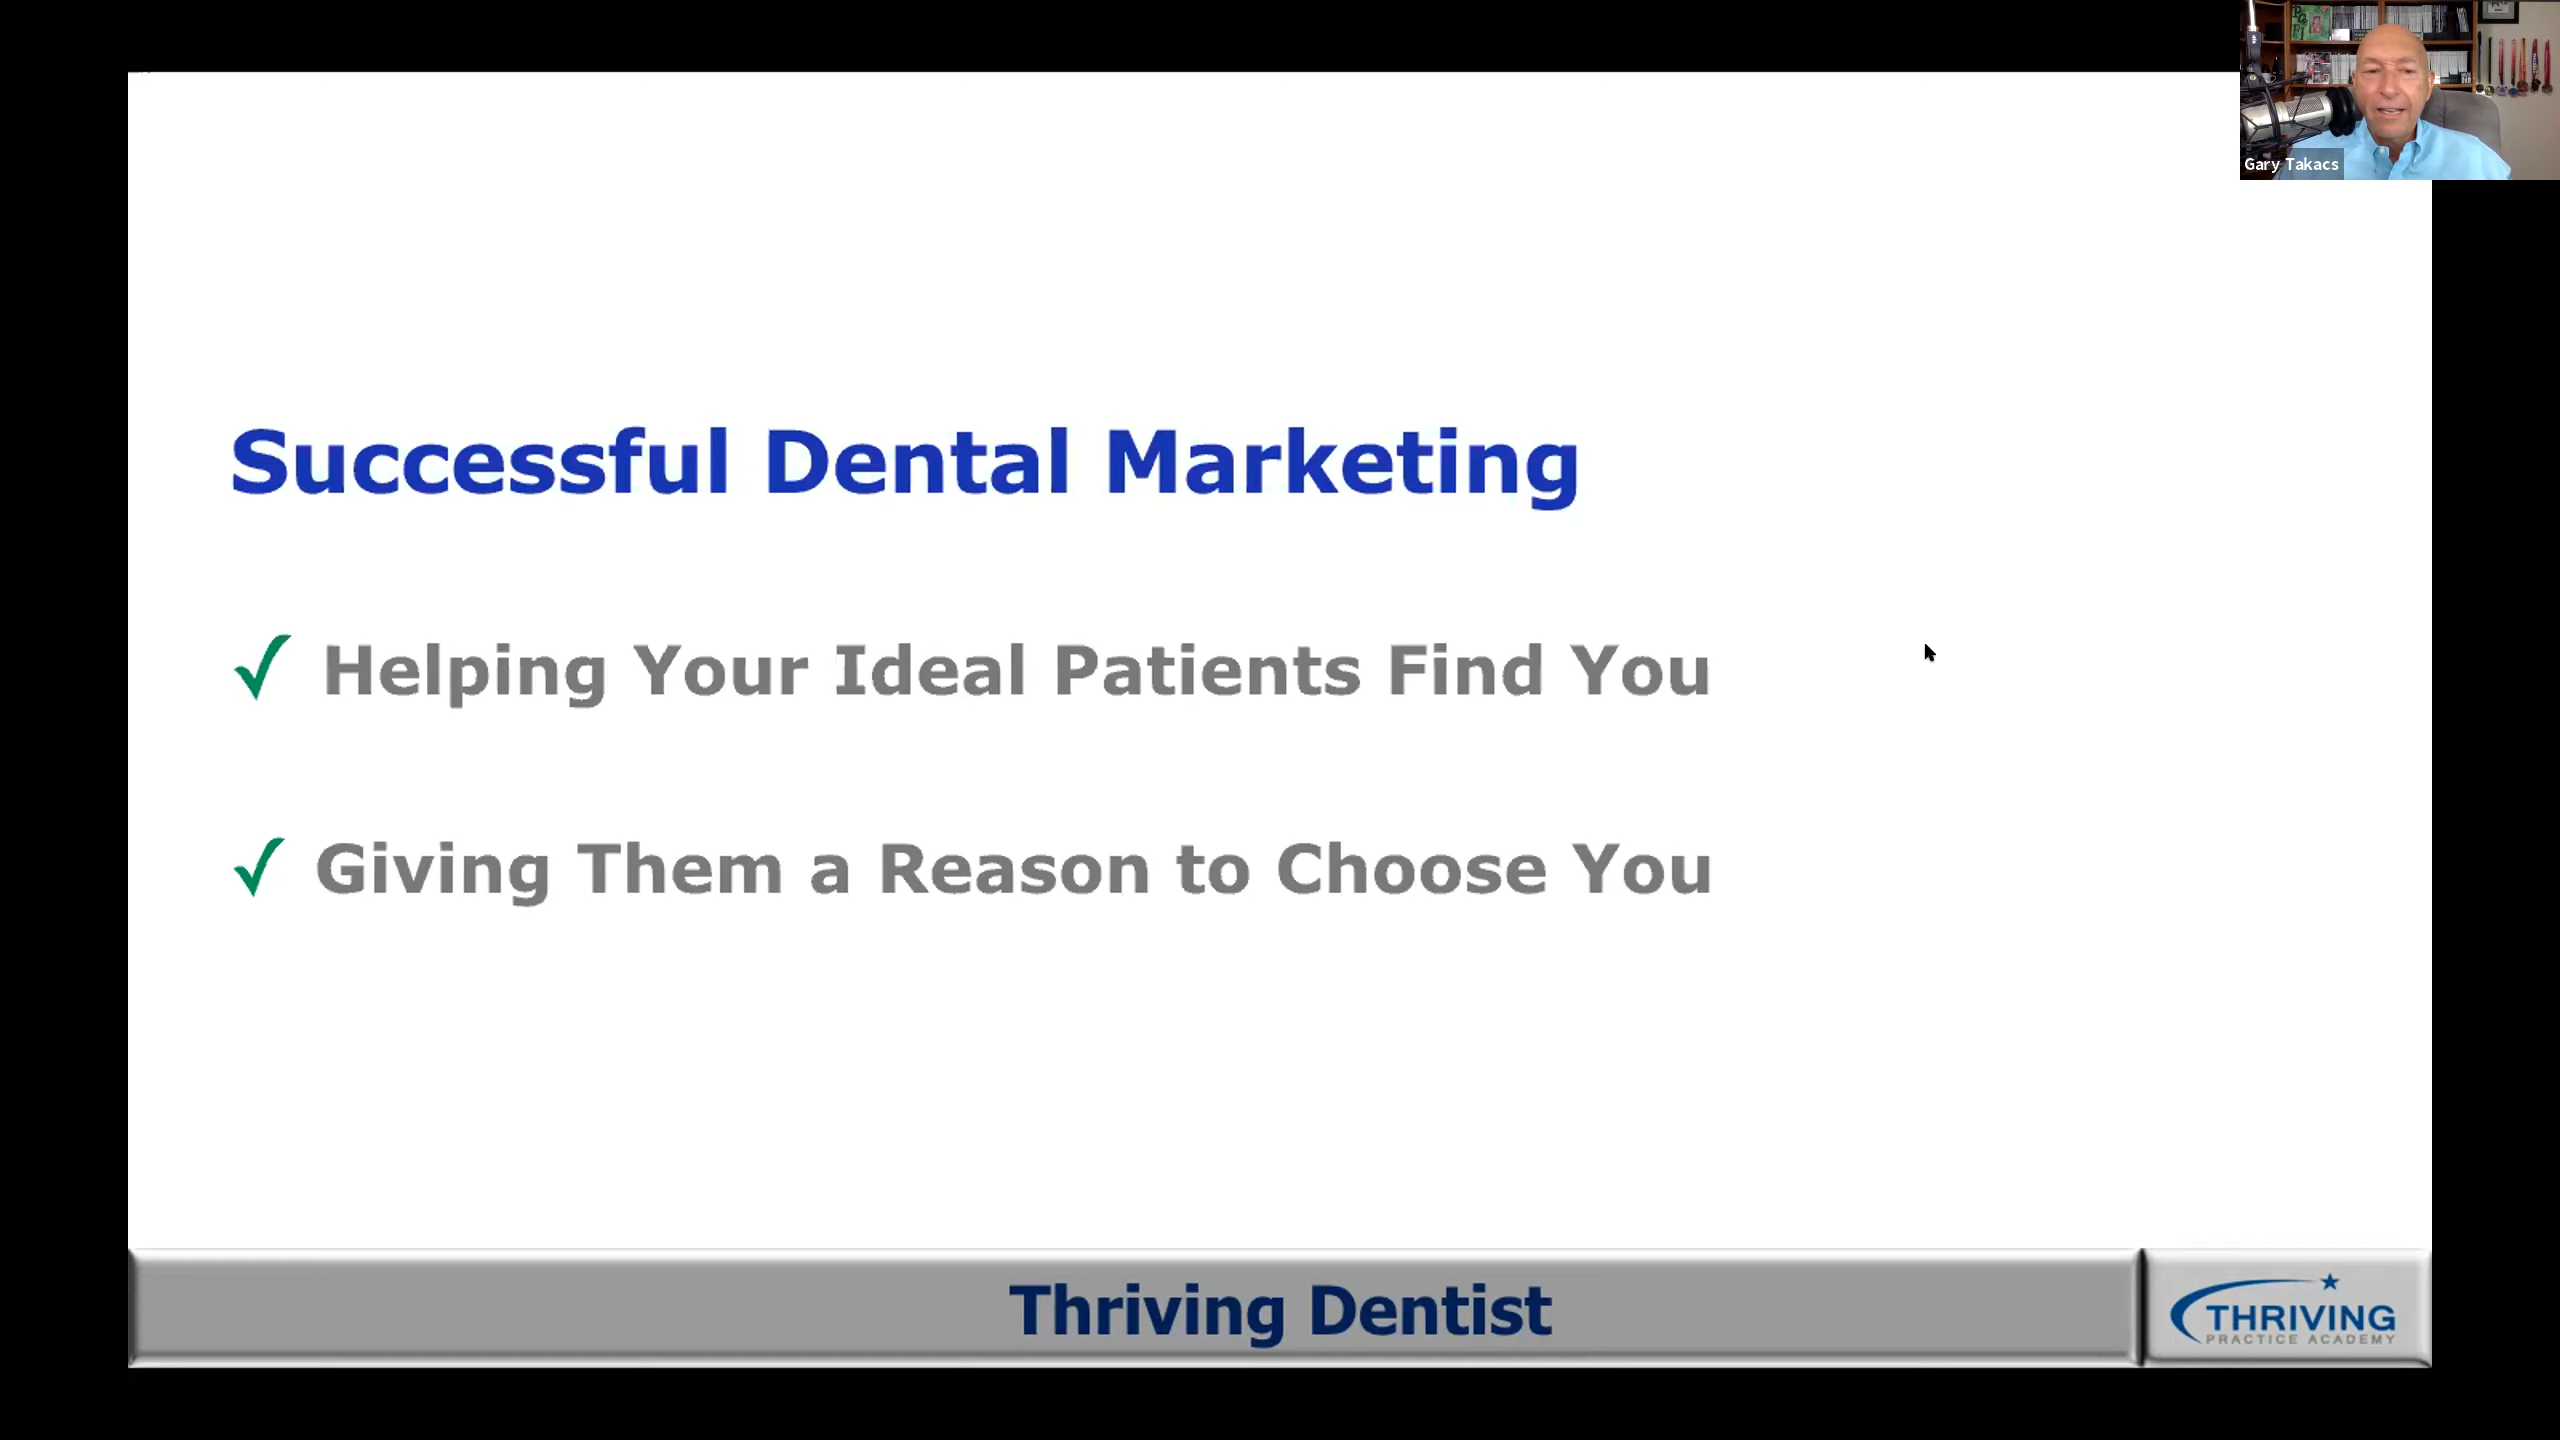 Gary Takacs
Successful Dental Marketing
✓ Helping Your Ideal Patients Find You
✓ Giving Them a Reason to Choose You
Thriving Dentist
THRIVING
PRACTICE ACADEMY